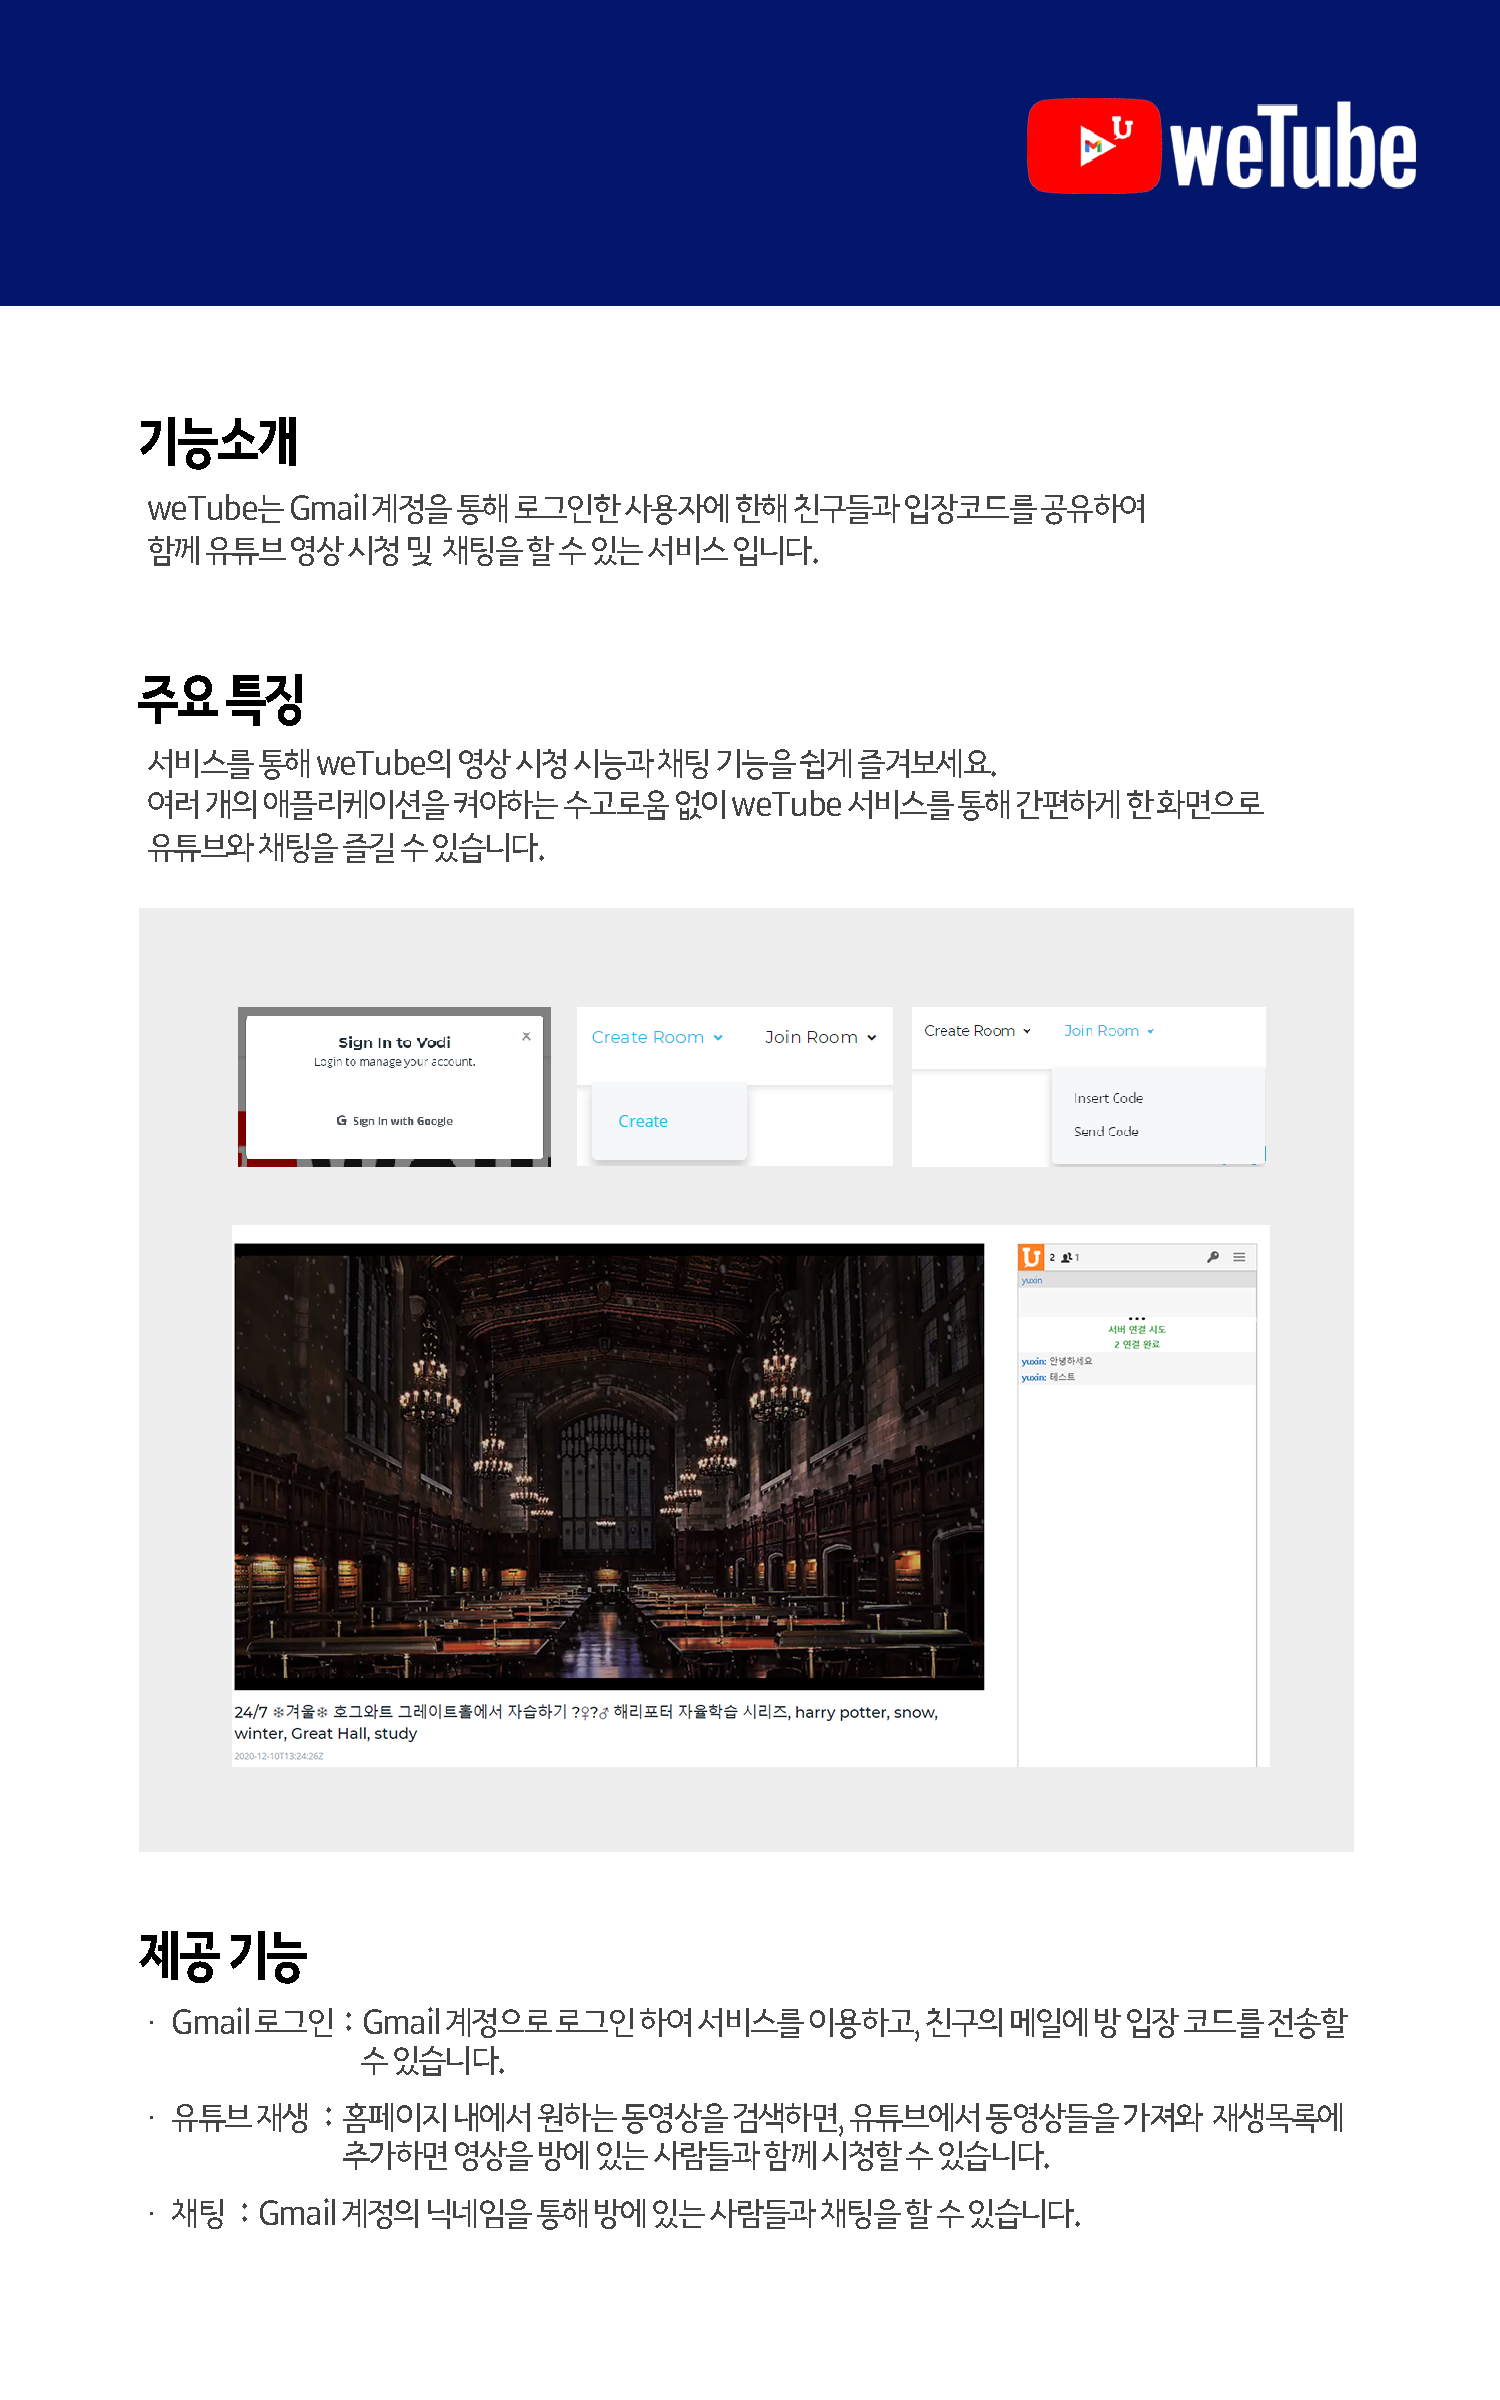 weTube
기능소개
weTube는 Gmail 계정을 통해 로그인한 사용자에 한해 친구들과 입장코드를 공유하여
함께 유튜브 영상 시청 및 채팅을 할 수 있는 서비스 입니다.
주요 특징
서비스를 통해 weTube의 영상 시청 시능과 채팅 기능을 쉽게 즐겨보세요.
여러 개의 애플리케이션을 켜야하는 수고로움 없이 weTube 서비스를 통해 간편하게 한 화면으로
유튜브와 채팅을 즐길 수 있습니다.
Sign In to Vodi
Login to manage your account.
G Sign In with Google
Create Room
Join Room
Create
Create Room
Join Room
Insert Code
Send Code
2 1
yuxin
서버 연결 시도
2 연결 완료
yuxin: 안녕하세요
yuxin: 테스트
24/7 ❄겨울❄ 호그와트 그레이트홀에서 자습하기 ?♀?♂ 해리포터 자율학습 시리즈, harry potter, snow,
winter, Great Hall, study
2020-12-10T13:24:26Z
제공 기능
· Gmail 로그인 : Gmail 계정으로 로그인 하여 서비스를 이용하고, 친구의 메일에 방 입장 코드를 전송할
수 있습니다.
· 유튜브 재생 : 홈페이지 내에서 원하는 동영상을 검색하면, 유튜브에서 동영상들을 가져와 재생목록에
추가하면 영상을 방에 있는 사람들과 함께 시청할 수 있습니다.
· 채팅 : Gmail 계정의 닉네임을 통해 방에 있는 사람들과 채팅을 할 수 있습니다.